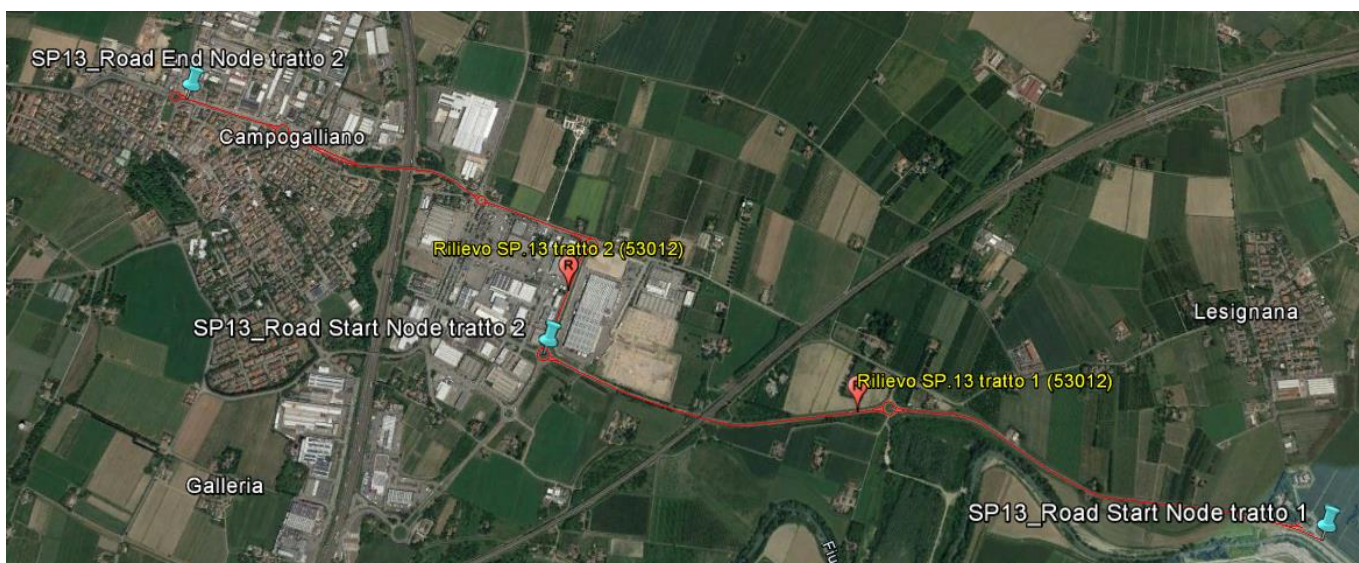 SP13_Road End Node tratto 2
Campogalliano
Rilievo SP.13 tratto 2 (53012)
R
SP13_Road Start Node tratto 2
Lesignana
Rilievo SP.13 tratto 1 (53012)
Galleria
SP13_Road Start Node tratto 1